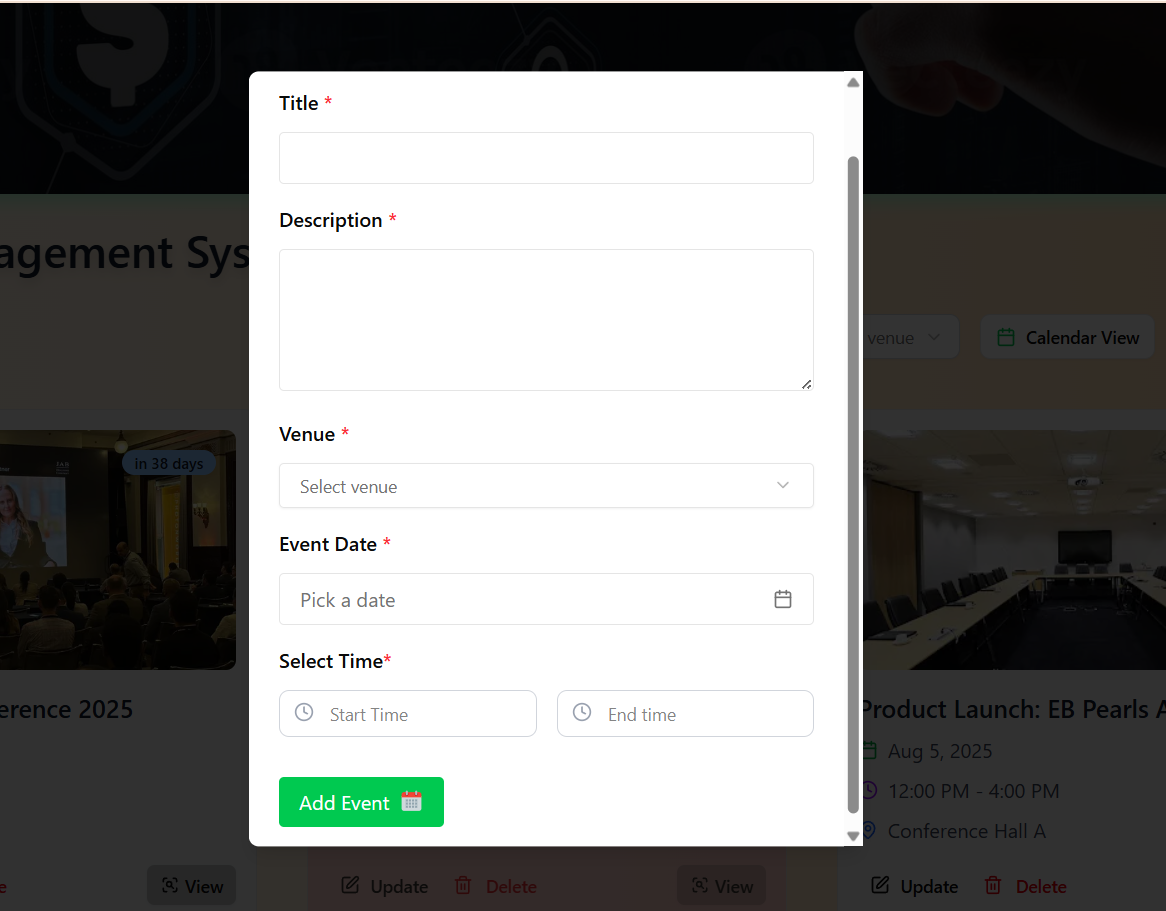 Title *
Description *
agement Sys
venue
Calendar View
Venue *
in 38 days
Select venue
Event Date *
Pick a date
Select Time*
Start Time
End time
erence 2025
Product Launch: EB Pearls A
Aug 5, 2025
12:00 PM - 4:00 PM
Add Event
Conference Hall A
View
Update
Delete
View
Update
Delete